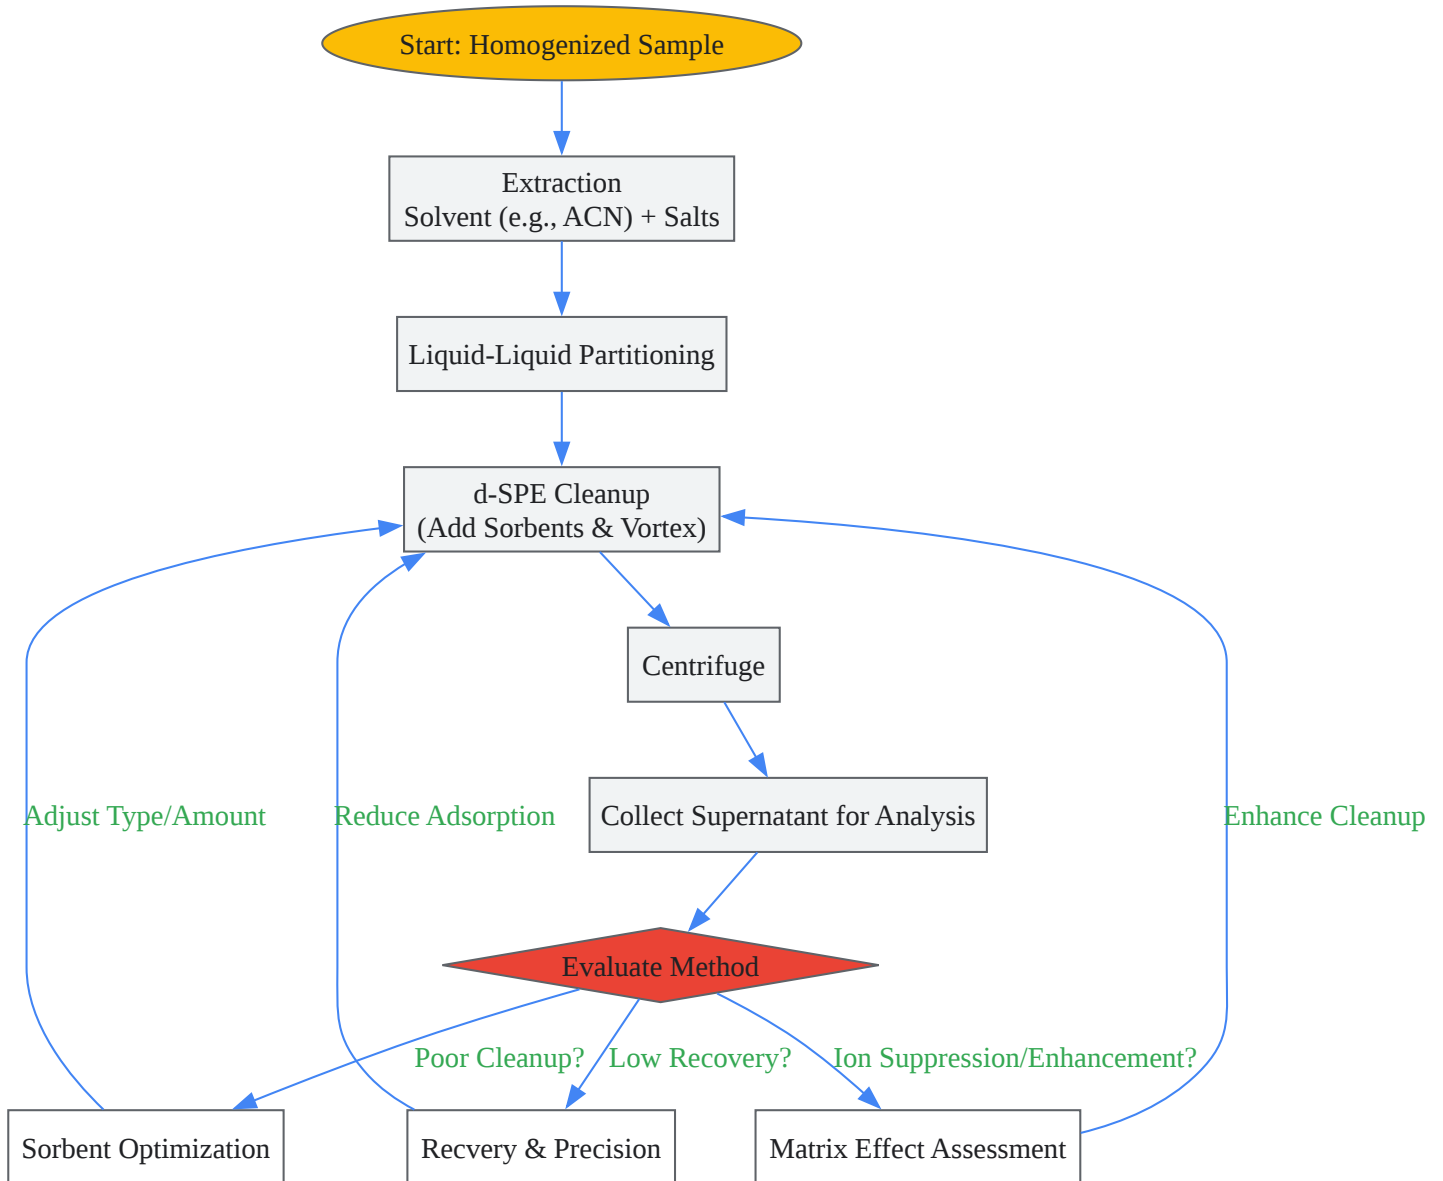 Start: Homogenized Sample
Extraction
Solvent (e.g., ACN) + Salts
Liquid-Liquid Partitioning
d-SPE Cleanup
(Add Sorbents & Vortex)
Centrifuge
Adjust Type/Amount
Reduce Adsorption
Collect Supernatant for Analysis
Enhance Cleanup
Evaluate Method
Poor Cleanup?
Low Recovery?
Ion Suppression/Enhancement?
Sorbent Optimization
Recvery & Precision
Matrix Effect Assessment